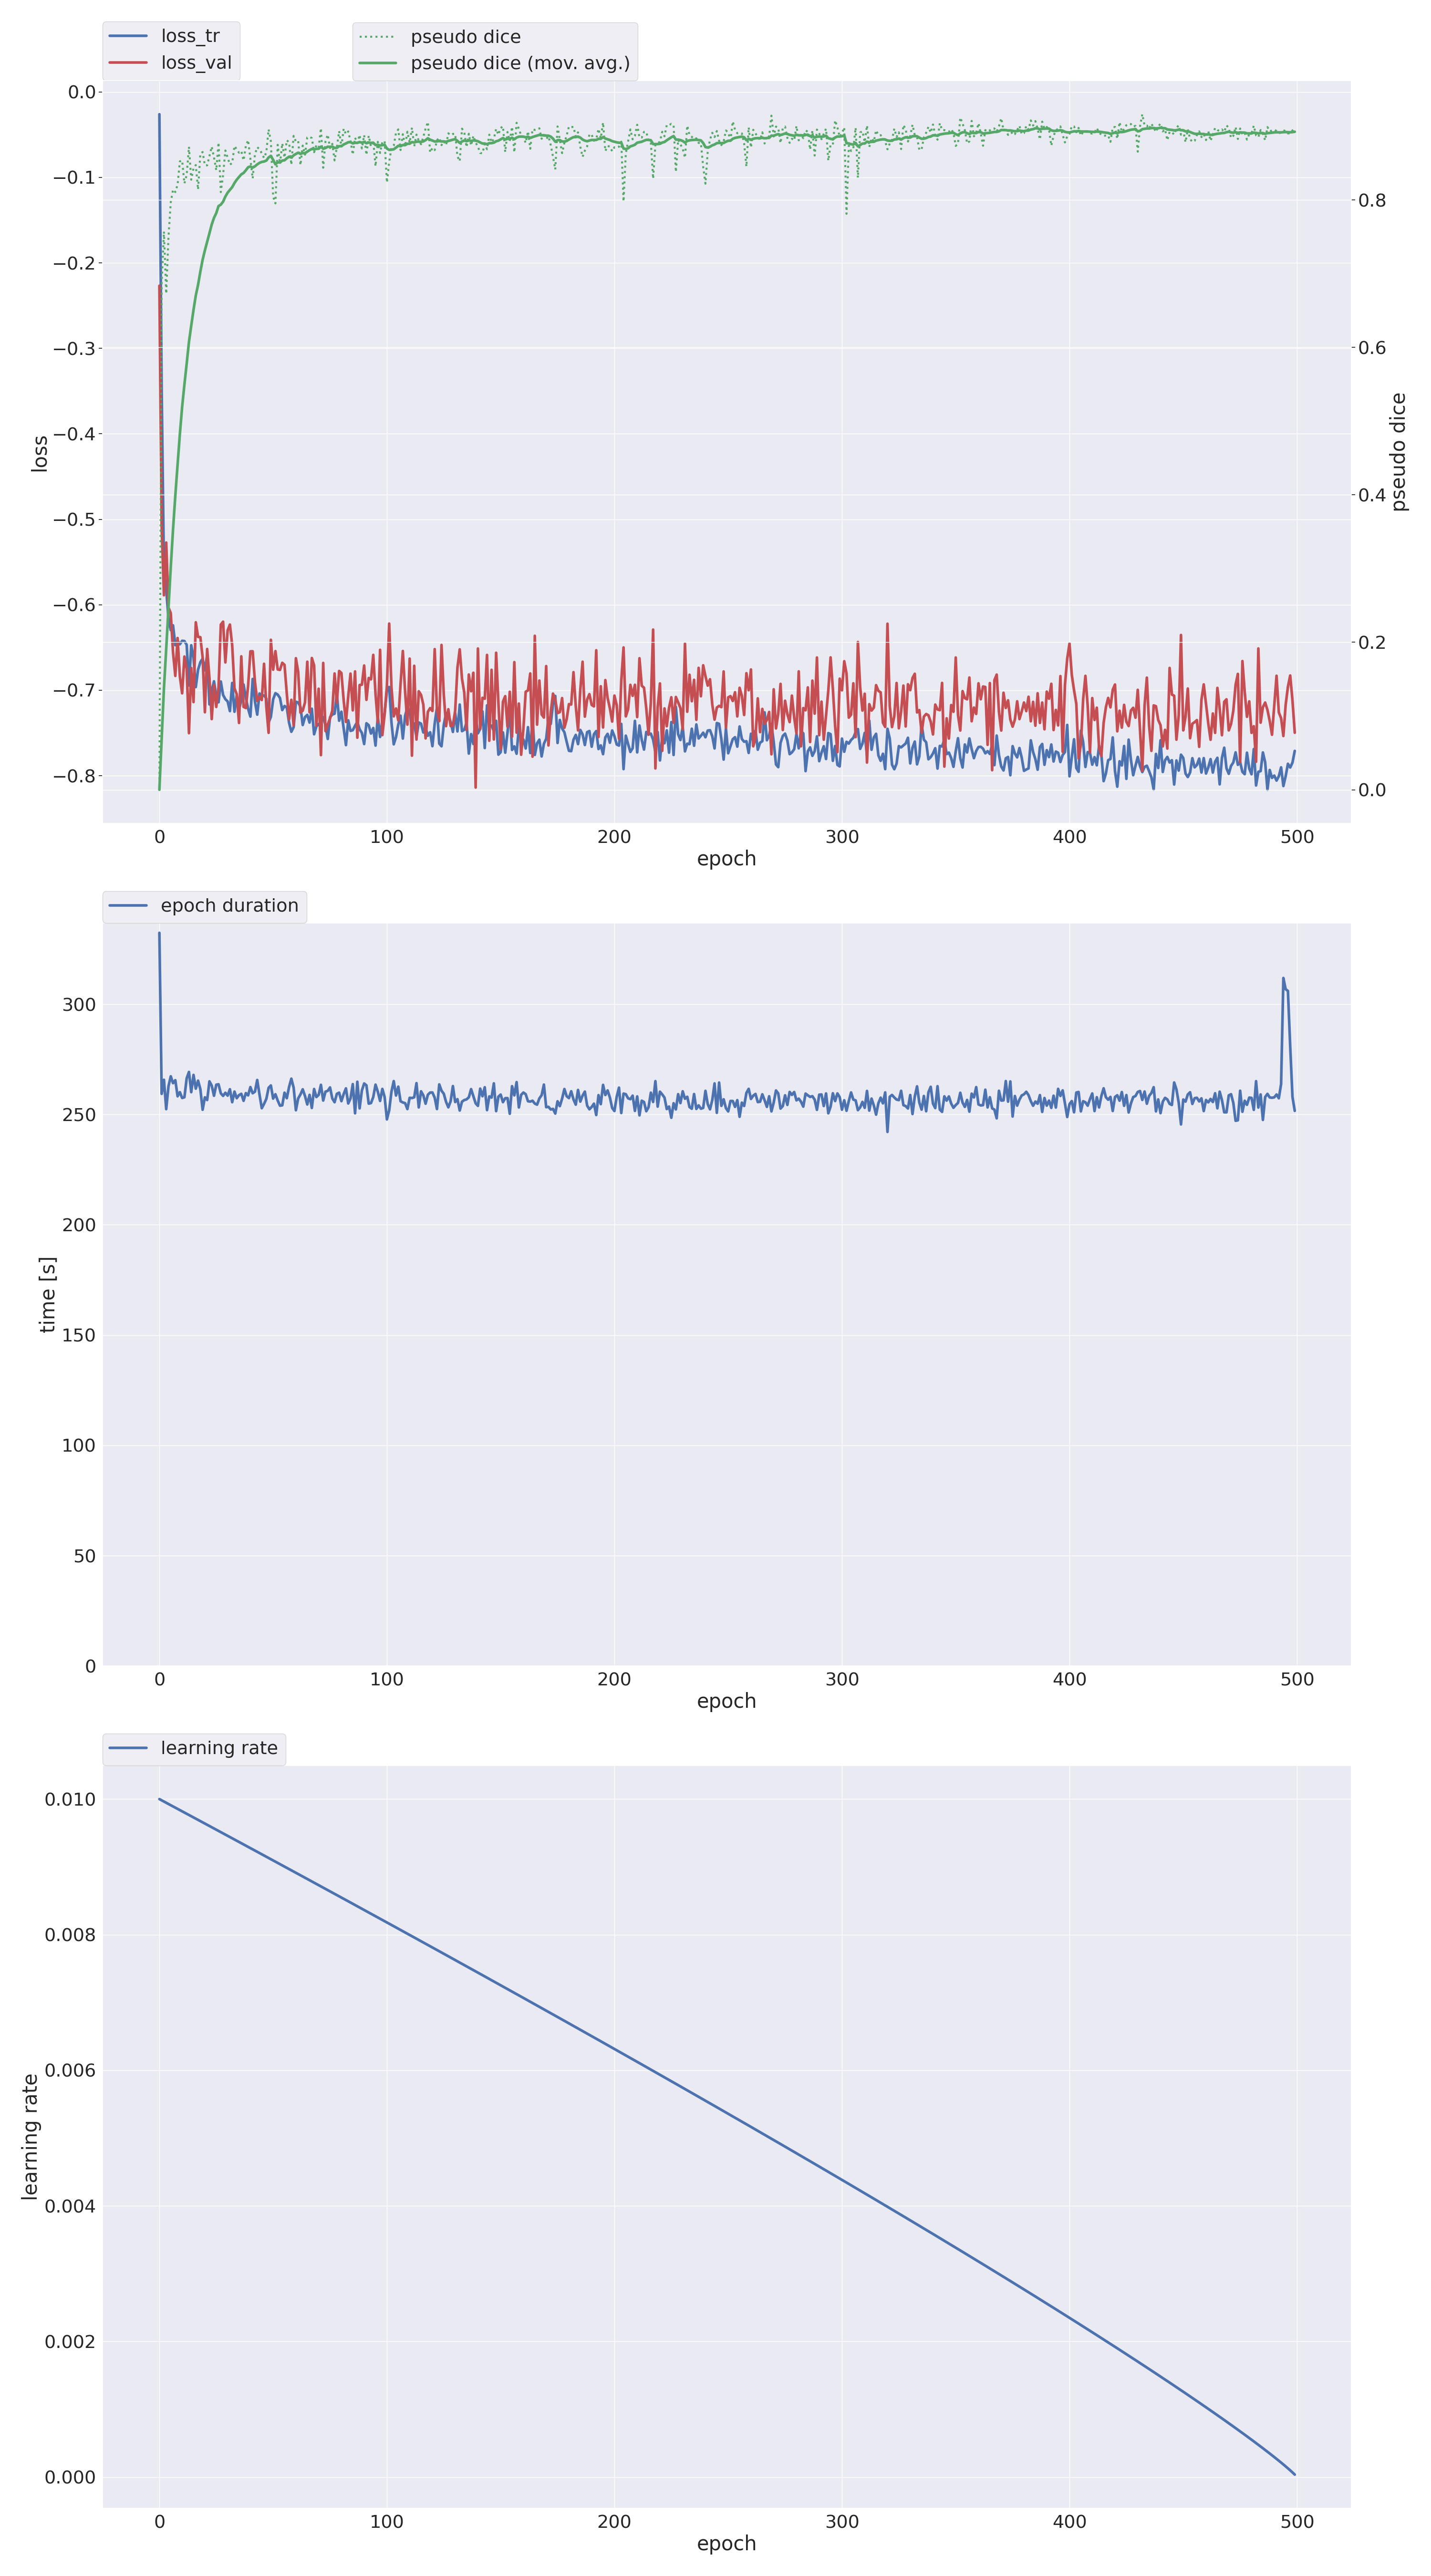 loss_tr
loss_val
pseudo dice
pseudo dice (mov. avg.)
0.0
−0.1
−0.2
−0.3
−0.4
−0.5
−0.6
−0.7
−0.8
loss
0.8
0.6
0.4
0.2
0.0
pseudo dice
0 100 200 300 400 500
epoch
epoch duration
300
250
200
150
100
50
0
time [s]
0 100 200 300 400 500
epoch
learning rate
0.010
0.008
0.006
0.004
0.002
0.000
learning rate
0 100 200 300 400 500
epoch